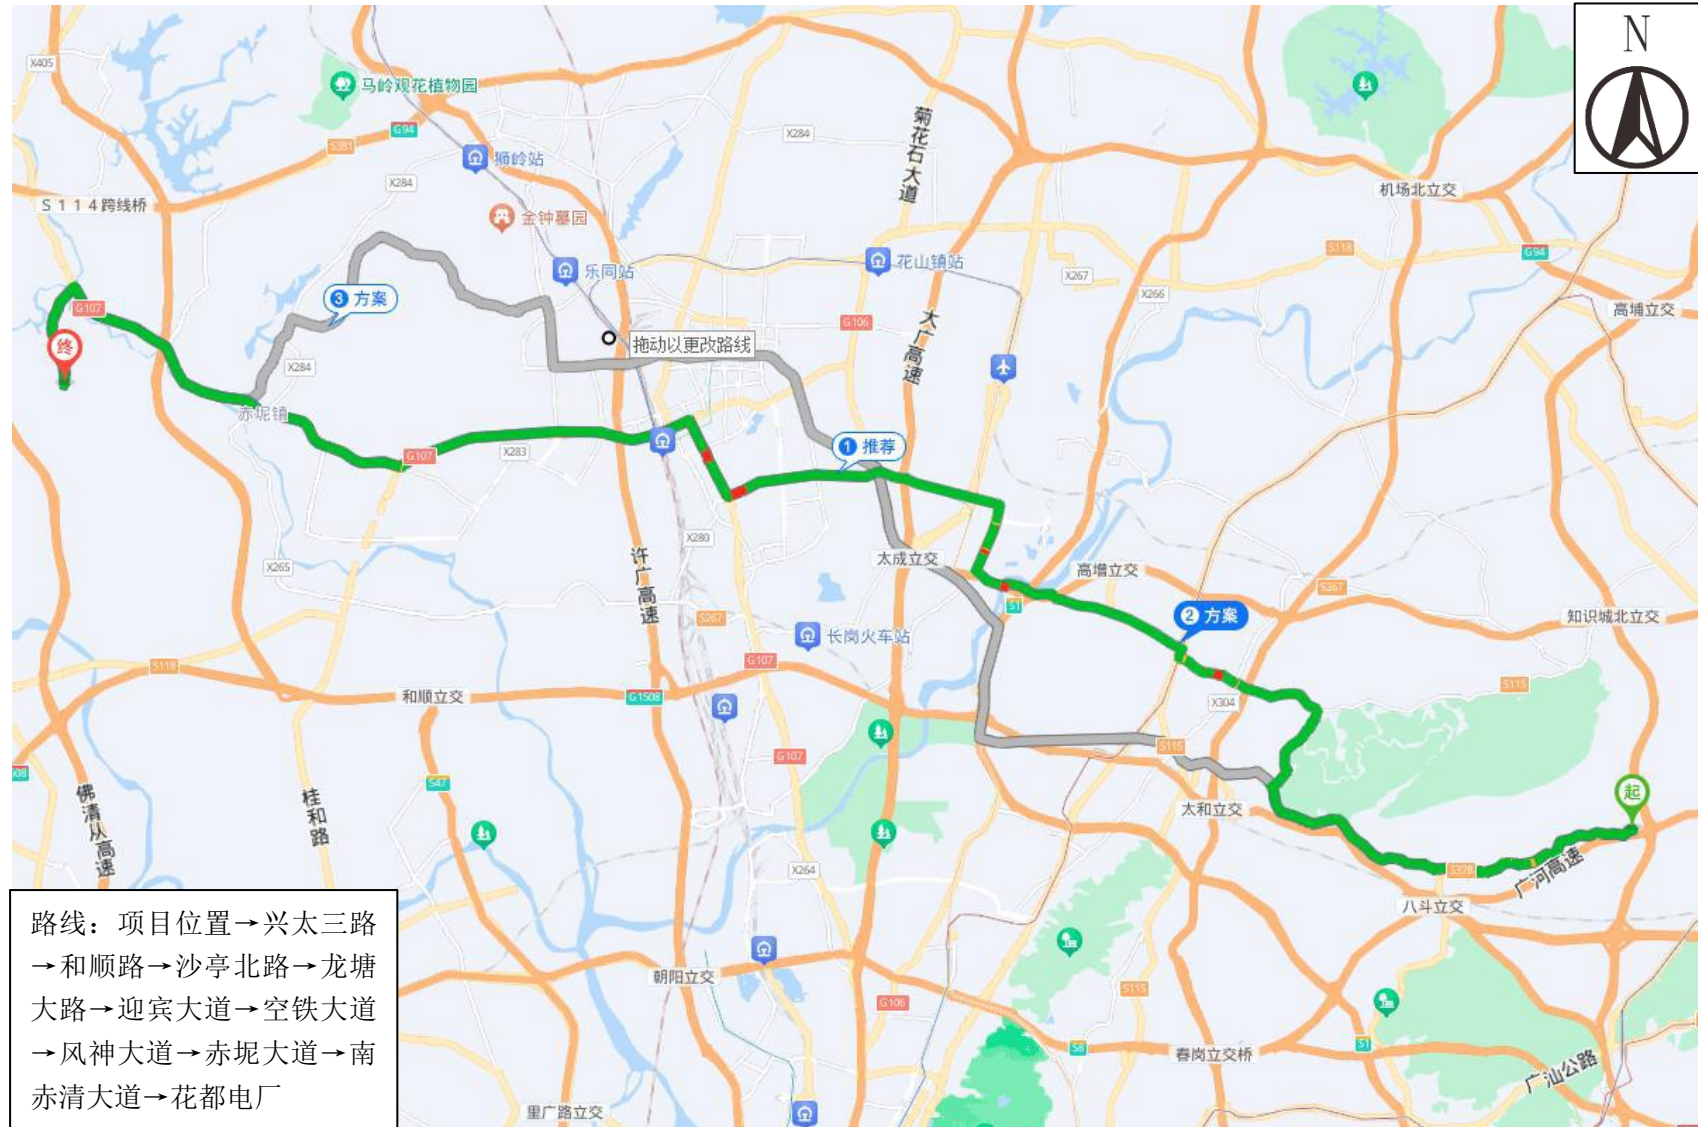 N
X405
马岭观花植物园
G94
S381
X284
狮岭站
X284
菊花石大道
机场北立交
S114跨线桥
金钟墓园
乐同站
花山镇站
S118
G94
X267
X266
3 方案
G107
G106
大广高速
高埔立交
终
拖动以更改路线
X284
赤坭镇
1 推荐
G107
X283
X280
许广高速
太成立交
高增立交
X265
S1
S267
2 方案
知识城北立交
S267
长岗火车站
S118
G107
和顺立交
G1508
X304
S115
S115
G107
508
S47
佛清从高速
桂和路
太和立交
起
X264
S378
广河高速
八斗立交
路线：项目位置→兴太三路
→和顺路→沙亭北路→龙塘
大路→迎宾大道→空铁大道
→风神大道→赤坭大道→南
赤清大道→花都电厂
朝阳立交
G106
S115
S8
春岗立交桥
S1
广汕公路
里广路立交